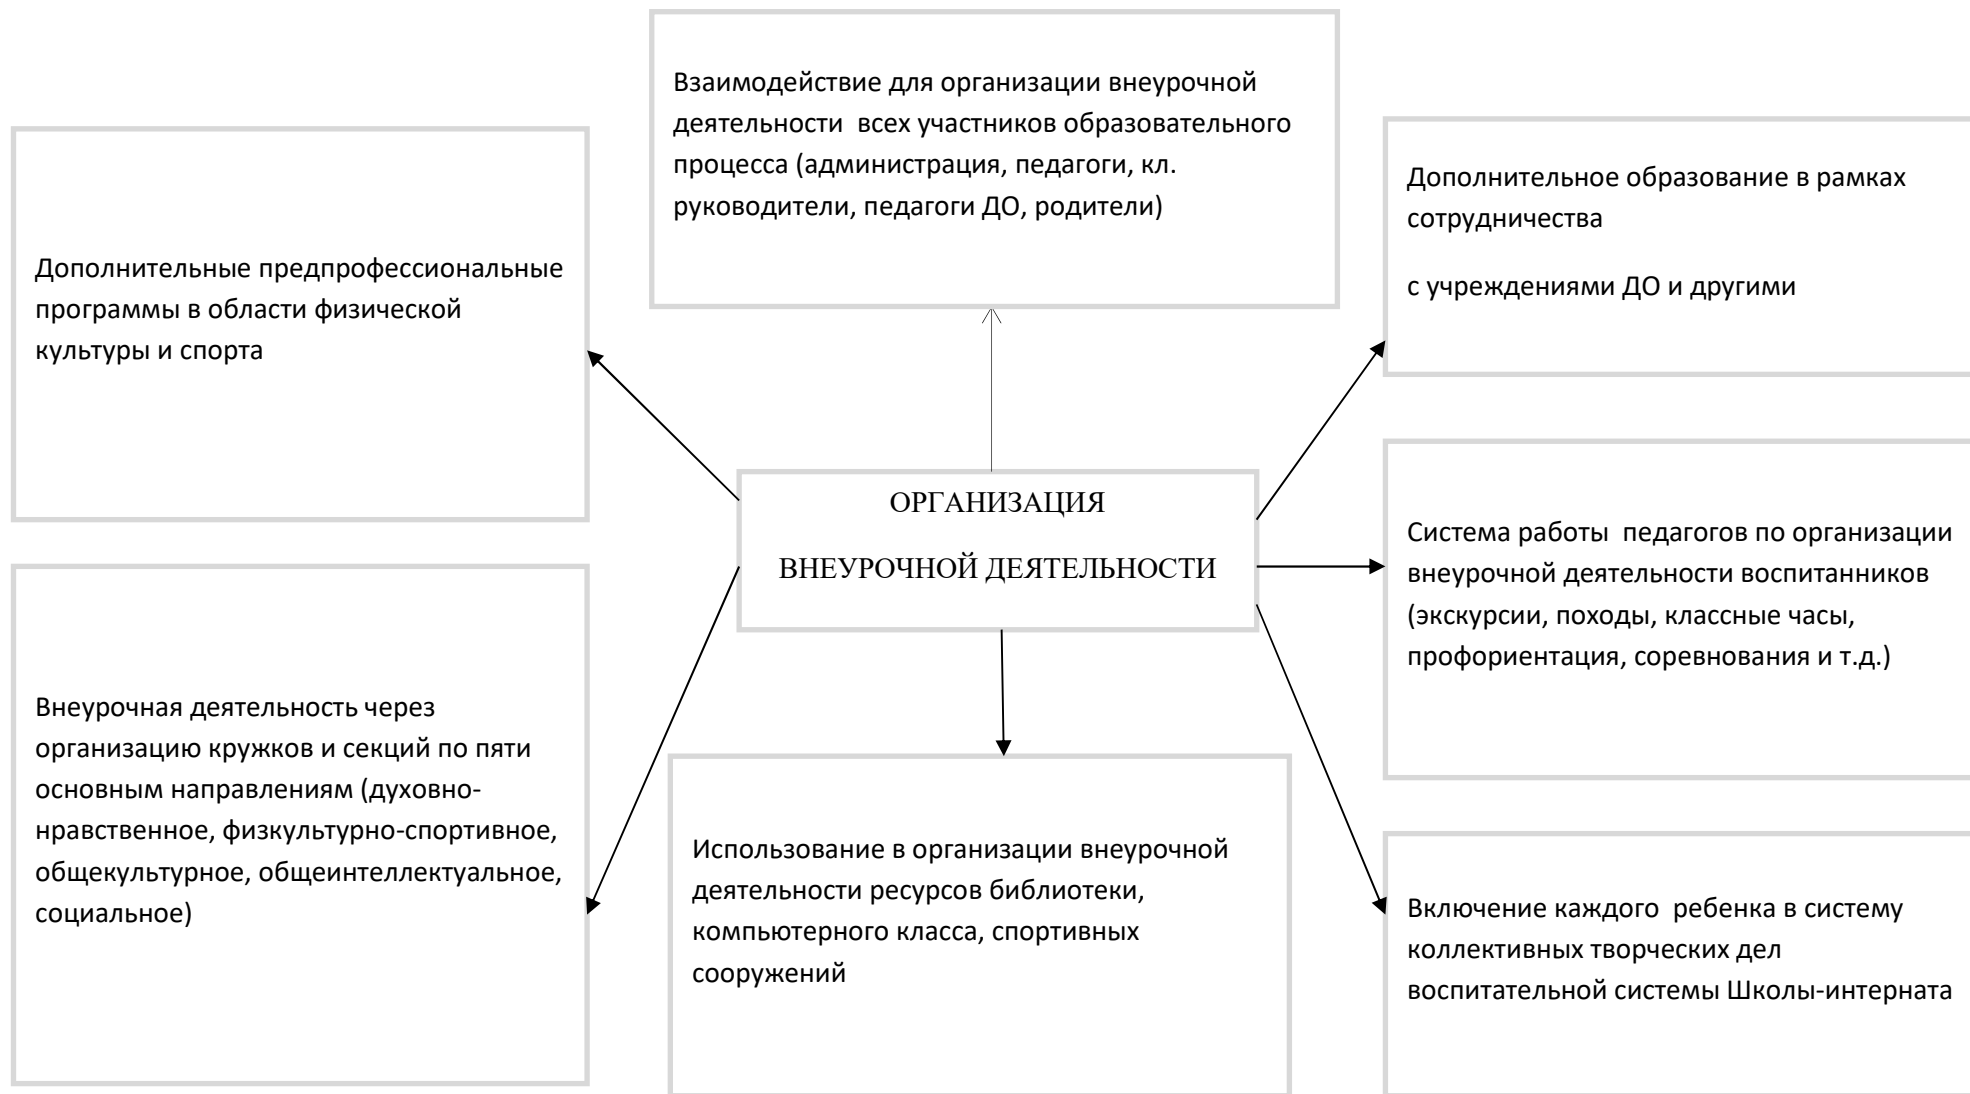 Взаимодействие для организации внеурочной
деятельности  всех участников образовательного
процесса (администрация, педагоги, кл.
руководители, педагоги ДО, родители)
Дополнительные предпрофессиональные
программы в области физической
культуры и спорта
Дополнительное образование в рамках
сотрудничества
с учреждениями ДО и другими
ОРГАНИЗАЦИЯ
ВНЕУРОЧНОЙ ДЕЯТЕЛЬНОСТИ
Система работы  педагогов по организации
внеурочной деятельности воспитанников
(экскурсии, походы, классные часы,
профориентация, соревнования и т.д.)
Внеурочная деятельность через
организацию кружков и секций по пяти
основным направлениям (духовно-
нравственное, физкультурно-спортивное,
общекультурное, общеинтеллектуальное,
социальное)
Использование в организации внеурочной
деятельности ресурсов библиотеки,
компьютерного класса, спортивных
сооружений
Включение каждого  ребенка в систему
коллективных творческих дел
воспитательной системы Школы-интерната